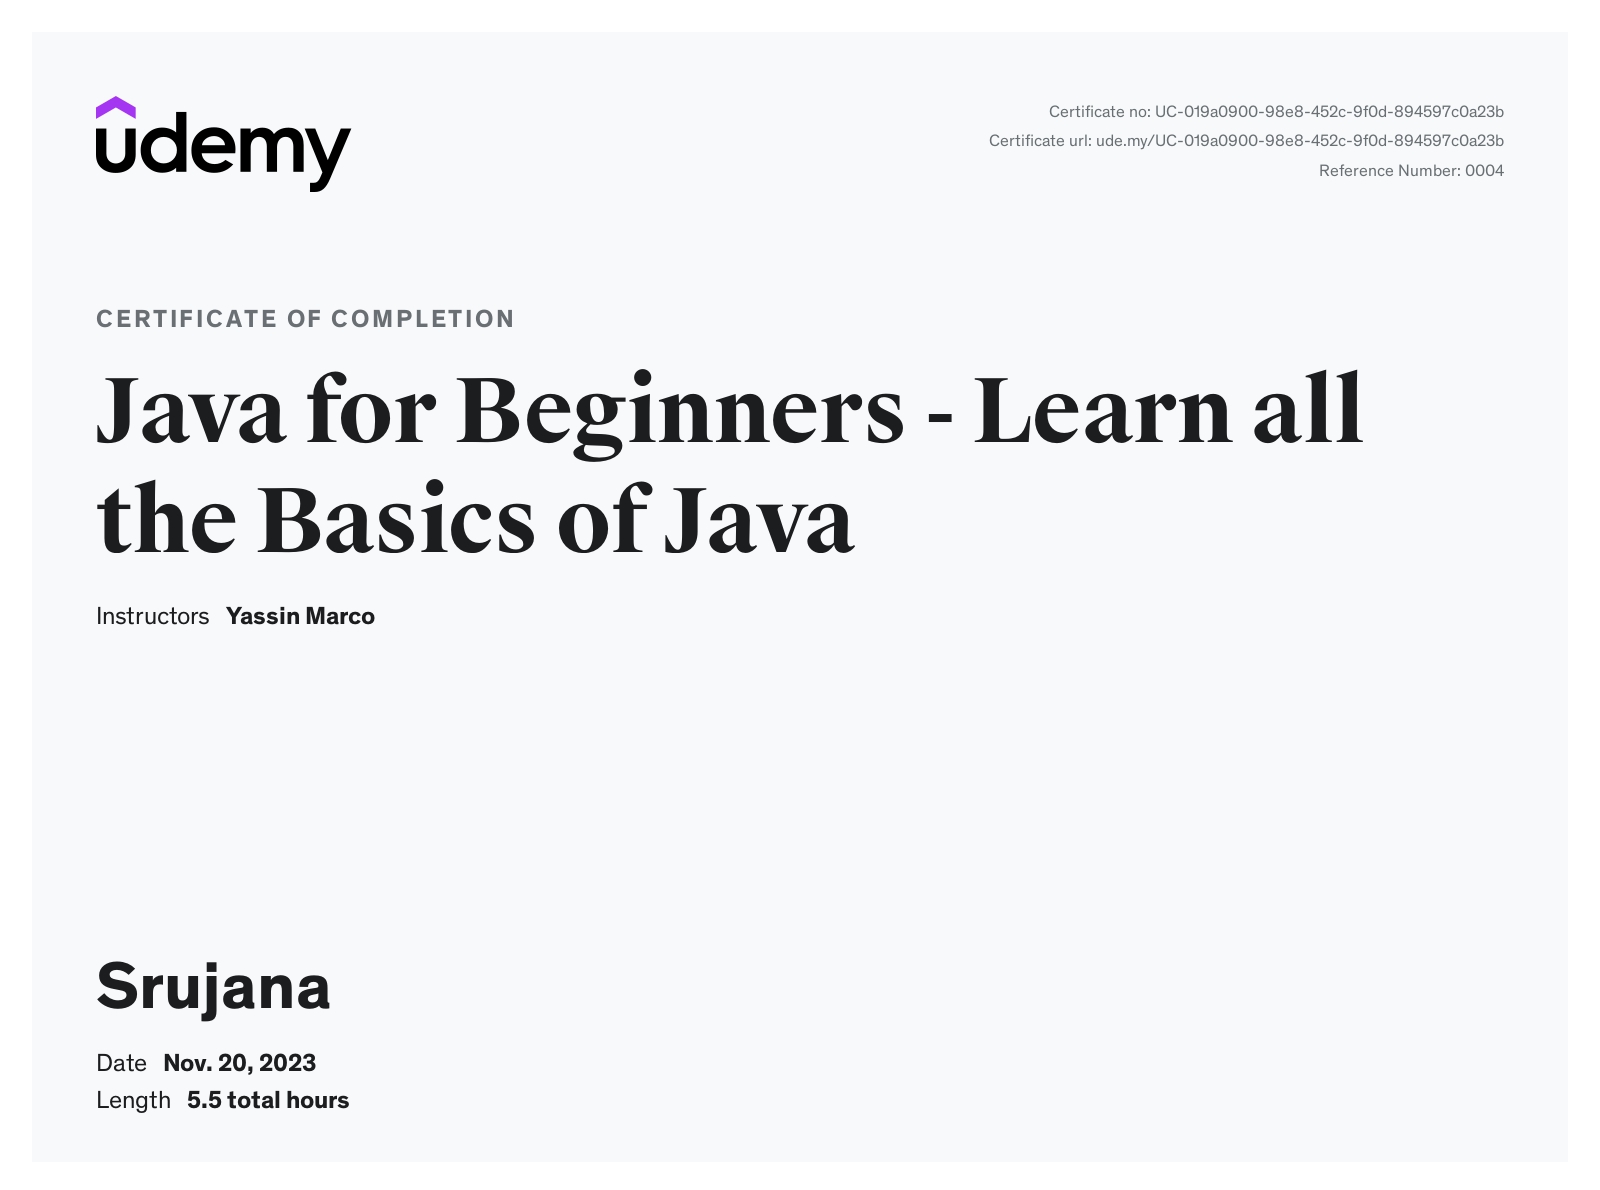 udemy
Certificate no: UC-019a0900-98e8-452c-9f0d-894597c0a23b
Certificate url: ude.my/UC-019a0900-98e8-452c-9f0d-894597c0a23b
Reference Number: 0004
CERTIFICATE OF COMPLETION
Java for Beginners - Learn all
the Basics of Java
Instructors Yassin Marco
Srujana
Date Nov. 20, 2023
Length 5.5 total hours